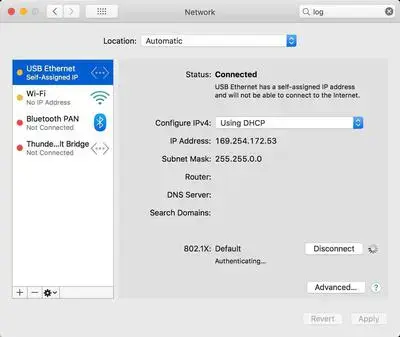 Network
log
Location: Automatic
USB Ethernet
Self-Assigned IP
Wi-Fi
No IP Address
Bluetooth PAN
Not Connected
Thunde...lt Bridge
Not Connected
Status: Connected
USB Ethernet has a self-assigned IP address
and will not be able to connect to the Internet.
Configure IPv4: Using DHCP
IP Address: 169.254.172.53
Subnet Mask: 255.255.0.0
Router:
DNS Server:
Search Domains:
802.1X: Default Disconnect
Authenticating...
Advanced... ?
Revert Apply